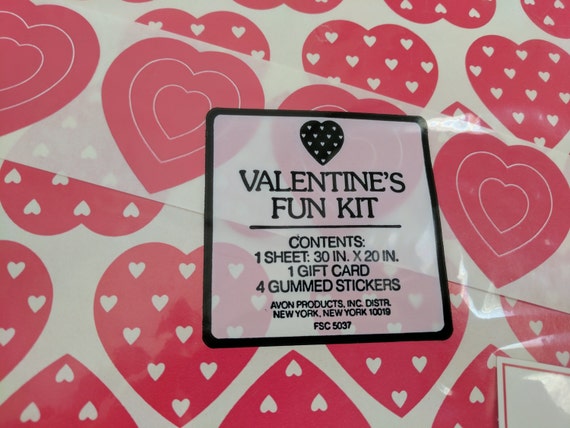 VALENTINE'S
FUN KIT
CONTENTS:
1 SHEET: 30 IN. X 20 IN.
1 GIFT CARD
4 GUMMED STICKERS
AVON PRODUCTS, INC. DISTR.
NEW YORK, NEW YORK 10019
FSC 5037